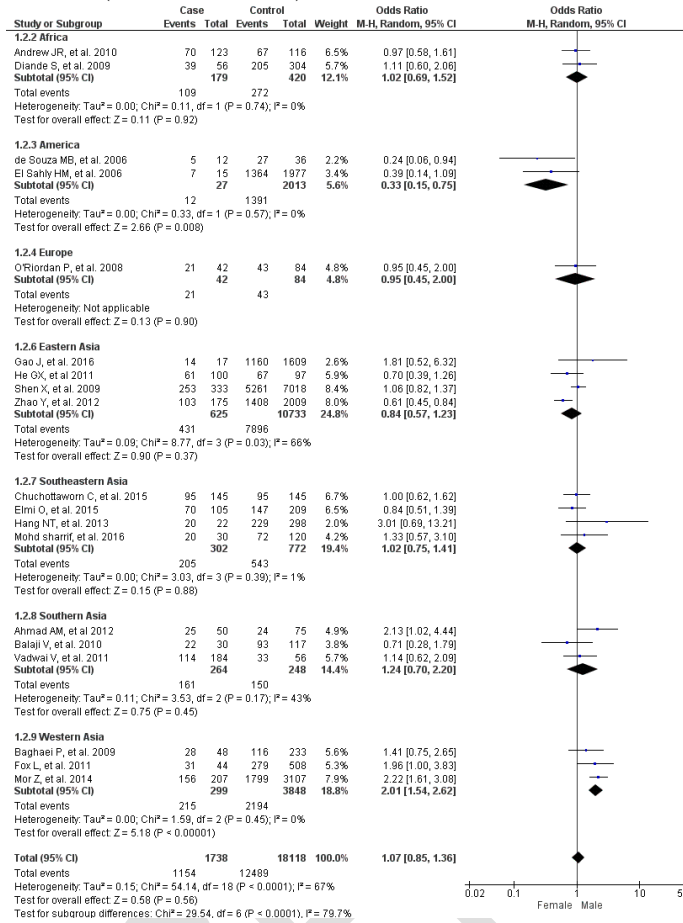 Case Control Odds Ratio Odds Ratio
Study or Subgroup Events Total Events Total Weight M-H, Random, 95% CI M-H, Random, 95% CI
1.2.2 Africa
Andrew JR, et al. 2010 70 123 67 116 6.5% 0.97 [0.58, 1.61]
Diande S, et al. 2009 39 56 205 304 5.7% 1.11 [0.60, 2.06]
Subtotal (95% CI) 179 420 12.1% 1.02 [0.69, 1.52]
Total events 109 272
Heterogeneity: Tau² = 0.00; Chi² = 0.11, df = 1 (P = 0.74); I² = 0%
Test for overall effect: Z = 0.11 (P = 0.92)
1.2.3 America
de Souza MB, et al. 2006 5 12 27 36 2.2% 0.24 [0.06, 0.94]
El Sahly HM, et al. 2006 7 15 1364 1977 3.4% 0.39 [0.14, 1.09]
Subtotal (95% CI) 27 2013 5.6% 0.33 [0.15, 0.75]
Total events 12 1391
Heterogeneity: Tau² = 0.00; Chi² = 0.33, df = 1 (P = 0.57); I² = 0%
Test for overall effect: Z = 2.66 (P = 0.008)
1.2.4 Europe
O'Riordan P, et al. 2008 21 42 43 84 4.8% 0.95 [0.45, 2.00]
Subtotal (95% CI) 42 84 4.8% 0.95 [0.45, 2.00]
Total events 21 43
Heterogeneity: Not applicable
Test for overall effect: Z = 0.13 (P = 0.90)
1.2.6 Eastern Asia
Gao J, et al. 2016 14 17 1160 1609 2.6% 1.81 [0.52, 6.32]
He GX, et al 2011 61 100 67 97 5.9% 0.70 [0.39, 1.26]
Shen X, et al. 2009 253 333 5261 7018 8.4% 1.06 [0.82, 1.37]
Zhao Y, et al. 2012 103 175 1408 2009 8.0% 0.61 [0.45, 0.84]
Subtotal (95% CI) 625 10733 24.8% 0.84 [0.57, 1.23]
Total events 431 7896
Heterogeneity: Tau² = 0.09; Chi² = 8.77, df = 3 (P = 0.03); I² = 66%
Test for overall effect: Z = 0.90 (P = 0.37)
1.2.7 Southeastern Asia
Chuchottaworn C, et al. 2015 95 145 95 145 6.7% 1.00 [0.62, 1.62]
Elmi O, et al. 2015 70 105 147 209 6.5% 0.84 [0.51, 1.39]
Hang NT, et al. 2013 20 22 229 298 2.0% 3.01 [0.69, 13.21]
Mohd sharrif, et al. 2016 20 30 72 120 4.2% 1.33 [0.57, 3.10]
Subtotal (95% CI) 302 772 19.4% 1.02 [0.75, 1.41]
Total events 205 543
Heterogeneity: Tau² = 0.00; Chi² = 3.03, df = 3 (P = 0.39); I² = 1%
Test for overall effect: Z = 0.15 (P = 0.88)
1.2.8 Southern Asia
Ahmad AM, et al 2012 25 50 24 75 4.9% 2.13 [1.02, 4.44]
Balaji V, et al. 2010 22 30 93 117 3.8% 0.71 [0.28, 1.79]
Vadwai V, et al. 2011 114 184 33 56 5.7% 1.14 [0.62, 2.09]
Subtotal (95% CI) 264 248 14.4% 1.24 [0.70, 2.20]
Total events 161 150
Heterogeneity: Tau² = 0.11; Chi² = 3.53, df = 2 (P = 0.17); I² = 43%
Test for overall effect: Z = 0.75 (P = 0.45)
1.2.9 Western Asia
Baghaei P, et al. 2009 28 48 116 233 5.6% 1.41 [0.75, 2.65]
Fox L, et al. 2011 31 44 279 508 5.3% 1.96 [1.00, 3.83]
Mor Z, et al. 2014 156 207 1799 3107 7.9% 2.22 [1.61, 3.08]
Subtotal (95% CI) 299 3848 18.8% 2.01 [1.54, 2.62]
Total events 215 2194
Heterogeneity: Tau² = 0.00; Chi² = 1.59, df = 2 (P = 0.45); I² = 0%
Test for overall effect: Z = 5.18 (P < 0.00001)
Total (95% CI) 1738 18118 100.0% 1.07 [0.85, 1.36]
Total events 1154 12489
Heterogeneity: Tau² = 0.15; Chi² = 54.14, df = 18 (P < 0.0001); I² = 67%
Test for overall effect: Z = 0.58 (P = 0.56)
Test for subgroup differences: Chi² = 29.54, df = 6 (P < 0.0001), I² = 79.7%
0.02 0.1 1 10
Female Male